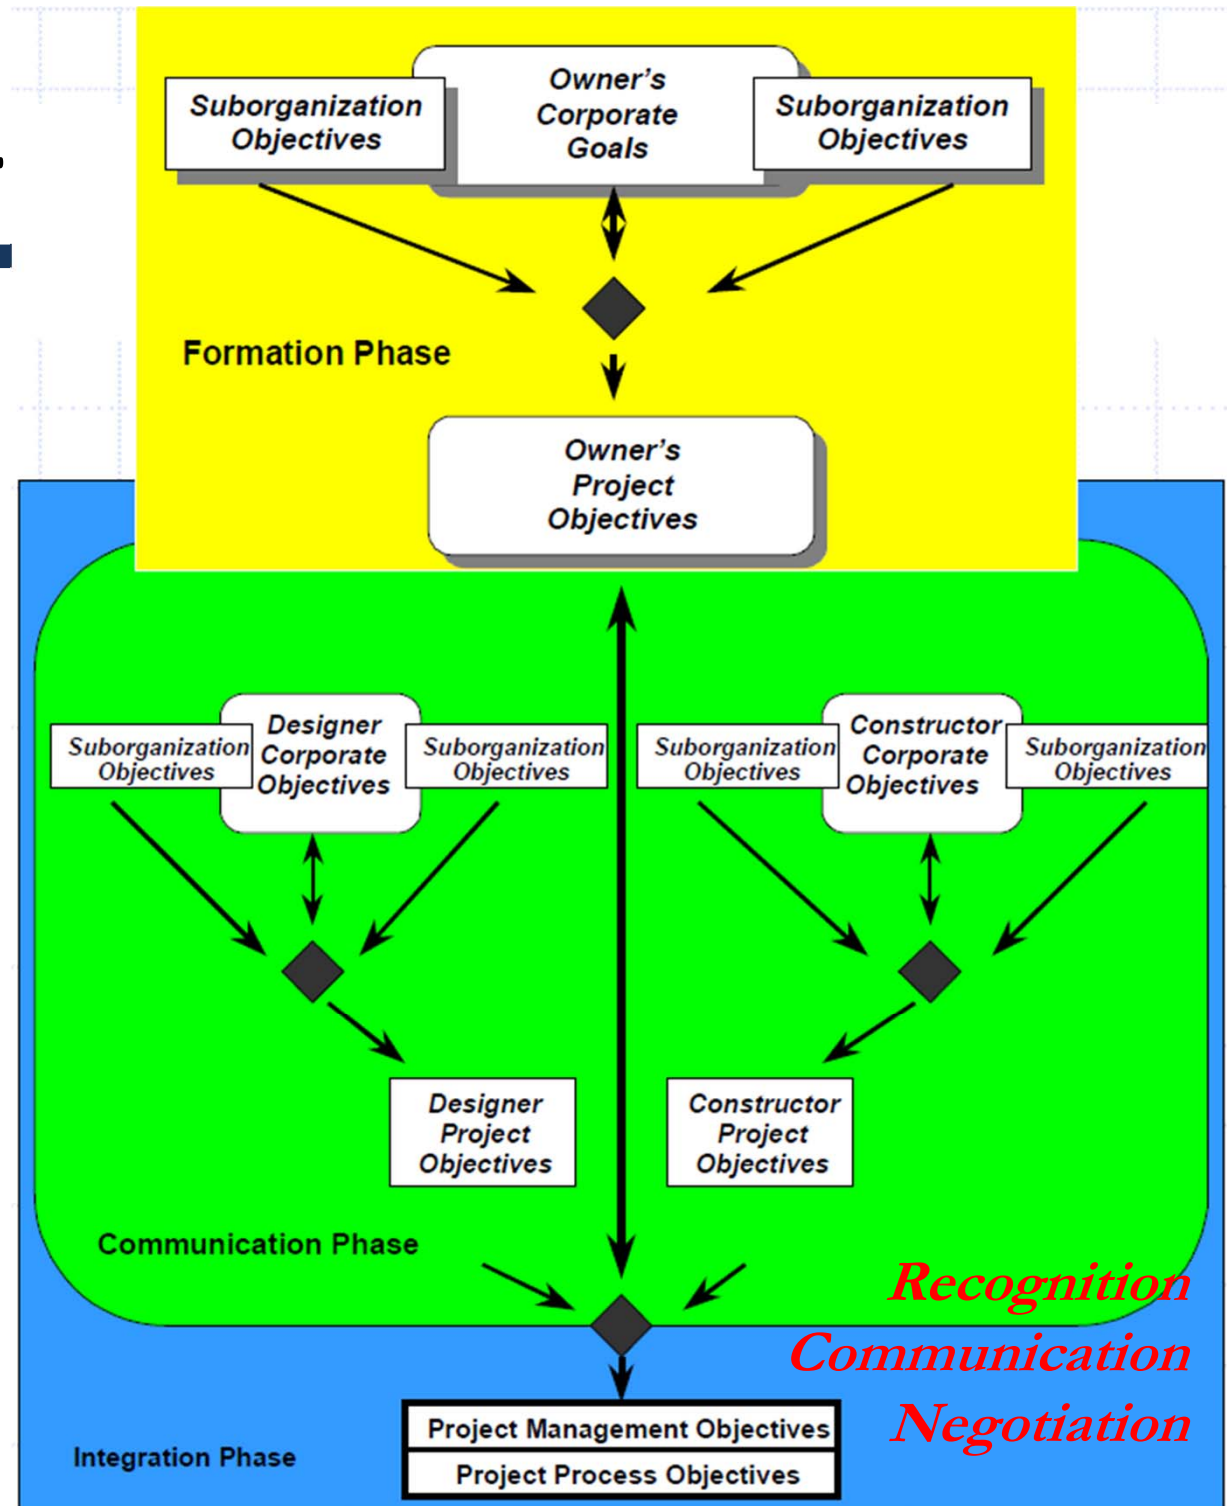 Suborganization
Objectives
Owner's
Corporate
Goals
Suborganization
Objectives
Formation Phase
Owner's
Project
Objectives
Suborganization
Objectives
Designer
Corporate
Objectives
Suborganization
Objectives
Suborganization
Objectives
Constructor
Corporate
Objectives
Suborganization
Objectives
Designer
Project
Objectives
Constructor
Project
Objectives
Communication Phase
Recognition
Communication
Negotiation
Project Management Objectives
Integration Phase
Project Process Objectives